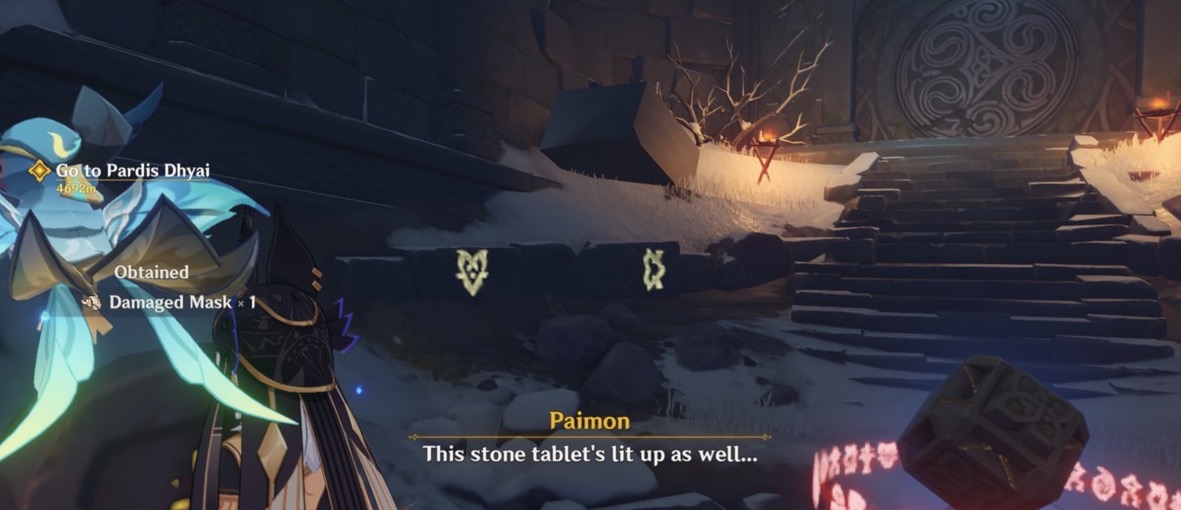 Go to Pardis Dhyai
4692m
Obtained
Damaged Mask × 1
Paimon
This stone tablet's lit up as well...